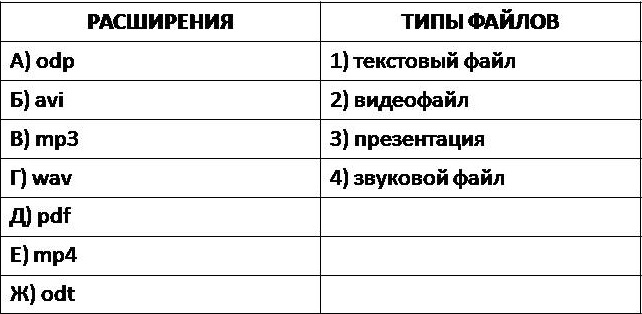 РАСШИРЕНИЯ ТИПЫ ФАЙЛОВ
А) odp 1) текстовый файл
Б) avi 2) видеофайл
В) mp3 3) презентация
Г) wav 4) звуковой файл
Д) pdf
Е) mp4
Ж) odt